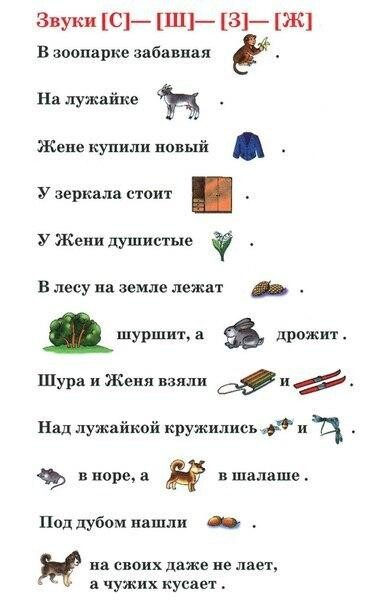 Звуки [С]— [Ш]— [З]— [Ж]
В зоопарке забавная .
На лужайке .
Жене купили новый .
У зеркала стоит .
У Жени душистые .
В лесу на земле лежат .
шуршит, а дрожит .
Шура и Женя взяли и .
Над лужайкой кружились и .
в норе, а в шалаше .
Под дубом нашли .
на своих даже не лает,
а чужих кусает .